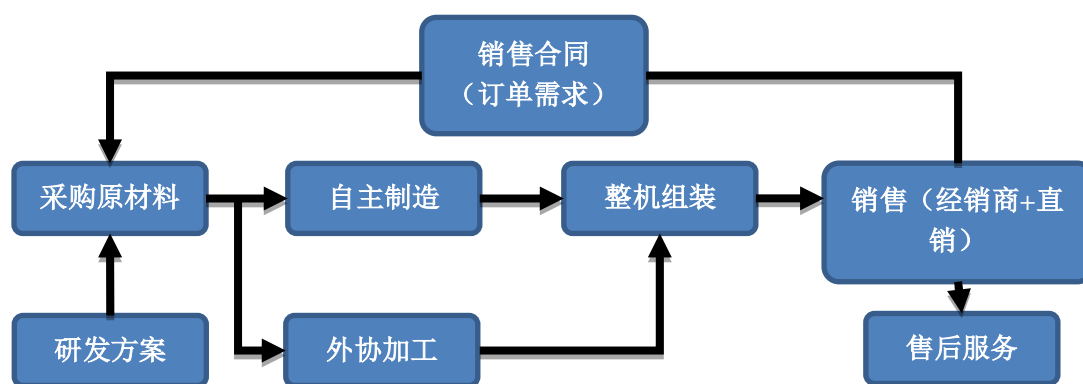 销售合同
（订单需求）
采购原材料
自主制造
整机组装
销售（经销商+直
销）
研发方案
外协加工
售后服务